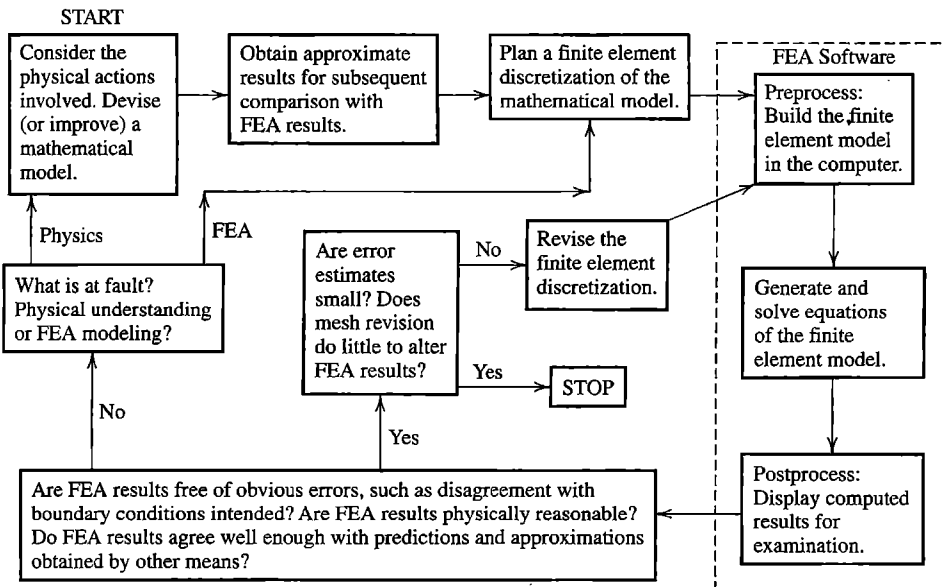 START
Consider the
physical actions
involved. Devise
(or improve) a
mathematical
model.
Obtain approximate
results for subsequent
comparison with
FEA results.
Plan a finite element
discretization of the
mathematical model.
FEA Software
Preprocess:
Build the finite
element model
in the computer.
Physics
FEA
What is at fault?
Physical understanding
or FEA modeling?
Are error
estimates
small? Does
mesh revision
do little to alter
FEA results?
No
Revise the
finite element
discretization.
Generate and
solve equations
of the finite
element model.
Yes
STOP
No
Yes
Are FEA results free of obvious errors, such as disagreement with
boundary conditions intended? Are FEA results physically reasonable?
Do FEA results agree well enough with predictions and approximations
obtained by other means?
Postprocess:
Display computed
results for
examination.